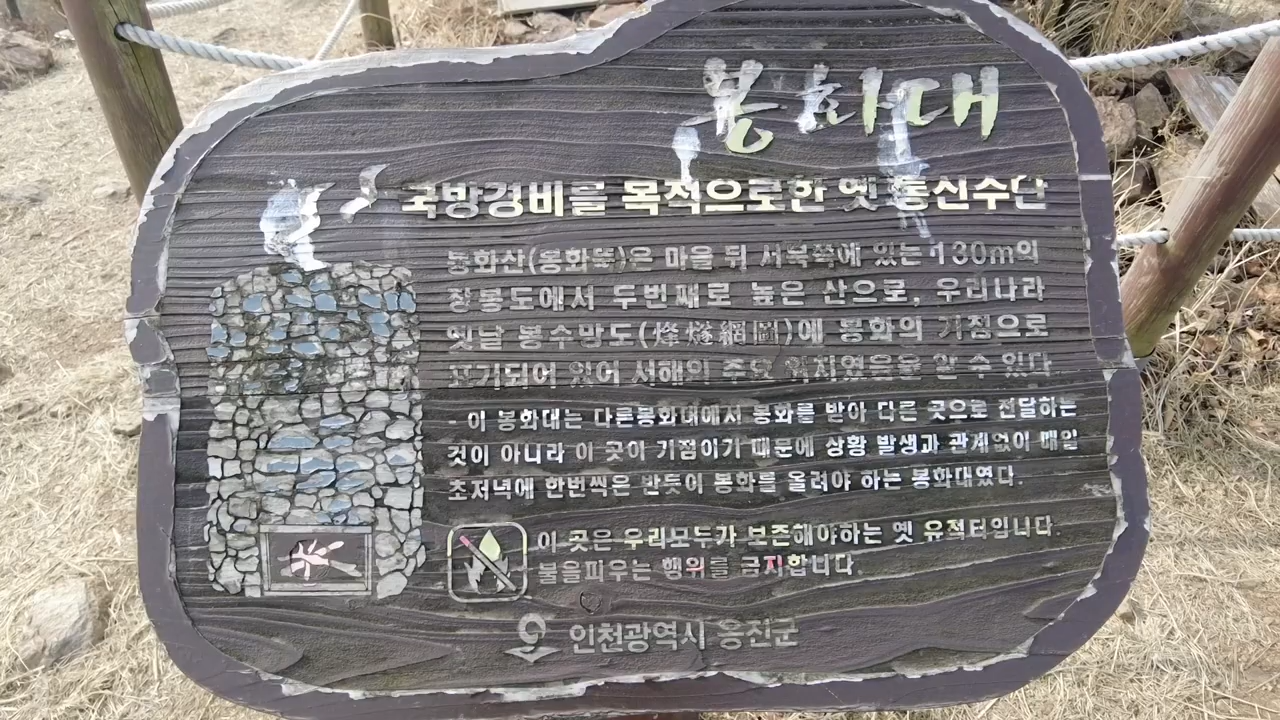 봉화대
국방경비를 목적으로한 옛 통신수단
봉화산(봉화뚝)은 마을 뒤 서북쪽에 있는 130m의
장봉도에서 두번째로 높은 산으로, 우리나라
옛날 봉수망도(烽燧網圖)에 봉화의 기점으로
표기되어 있어 서해의 주요 위치였음을 알 수 있다.
- 이 봉화대는 다른봉화대에서 봉화를 받아 다른 곳으로 전달하는
것이 아니라 이 곳이 기점이기 때문에 상황 발생과 관계없이 매일
초저녁에 한번씩은 반듯이 봉화를 올려야 하는 봉화대였다.
이 곳은 우리모두가 보존해야하는 옛 유적터입니다.
불을피우는 행위를 금지합니다.
인천광역시 옹진군